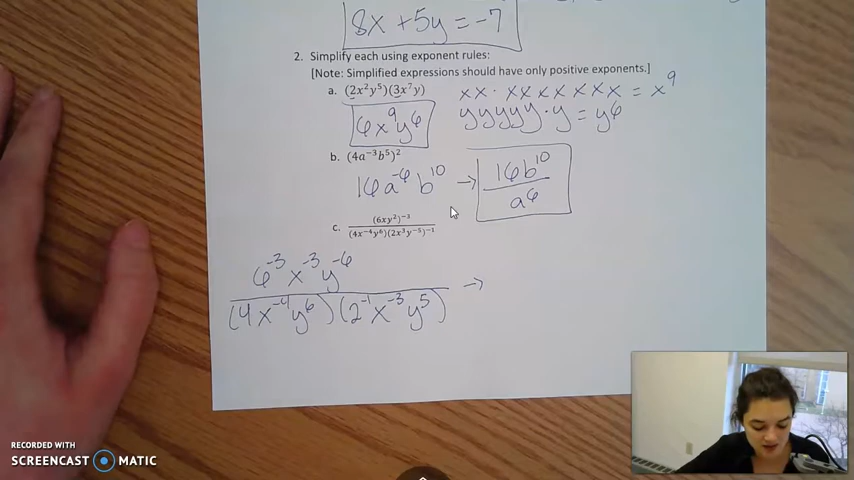 8x + 5y = -7
2. Simplify each using exponent rules:
[Note: Simplified expressions should have only positive exponents.]
a. (2x²y⁵)(3x⁷y)
xx · xxxxxxx = x⁹
6x⁹y⁶
yyyyy · y = y⁶
b. (4a⁻³b⁵)²
16a⁻⁶b¹⁰ → 16b¹⁰/a⁶
c. (6xy²)⁻³/(4x⁻⁴y⁶)(2x³y⁻⁵)⁻¹
6⁻³x⁻³y⁻⁶/(4x⁻⁴y⁶)(2⁻¹x⁻³y⁵) →
RECORDED WITH
SCREENCAST MATIC